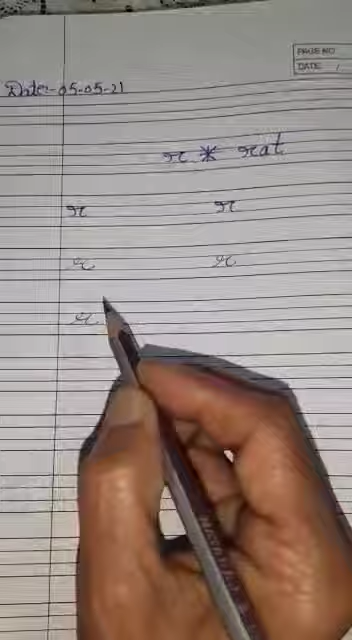 PAGE NO
DATE /
Date:-05-05-21
r * rat
r r
r r
r